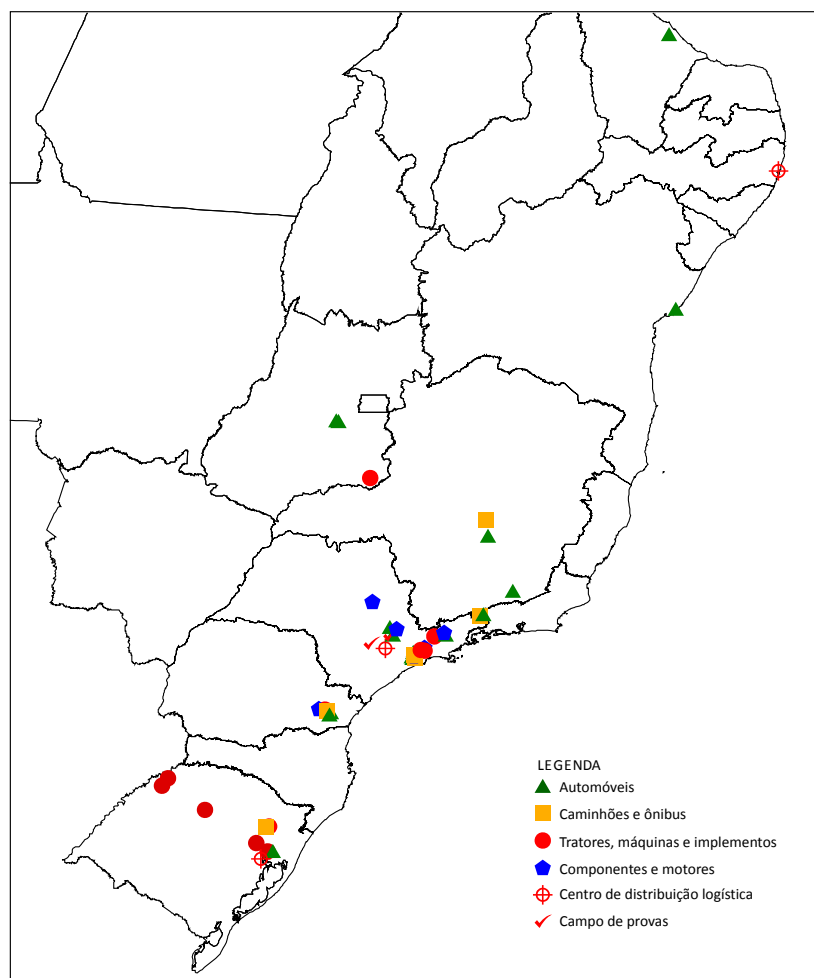 LEGENDA
Automóveis
Caminhões e ônibus
Tratores, máquinas e implementos
Componentes e motores
Centro de distribuição logística
Campo de provas